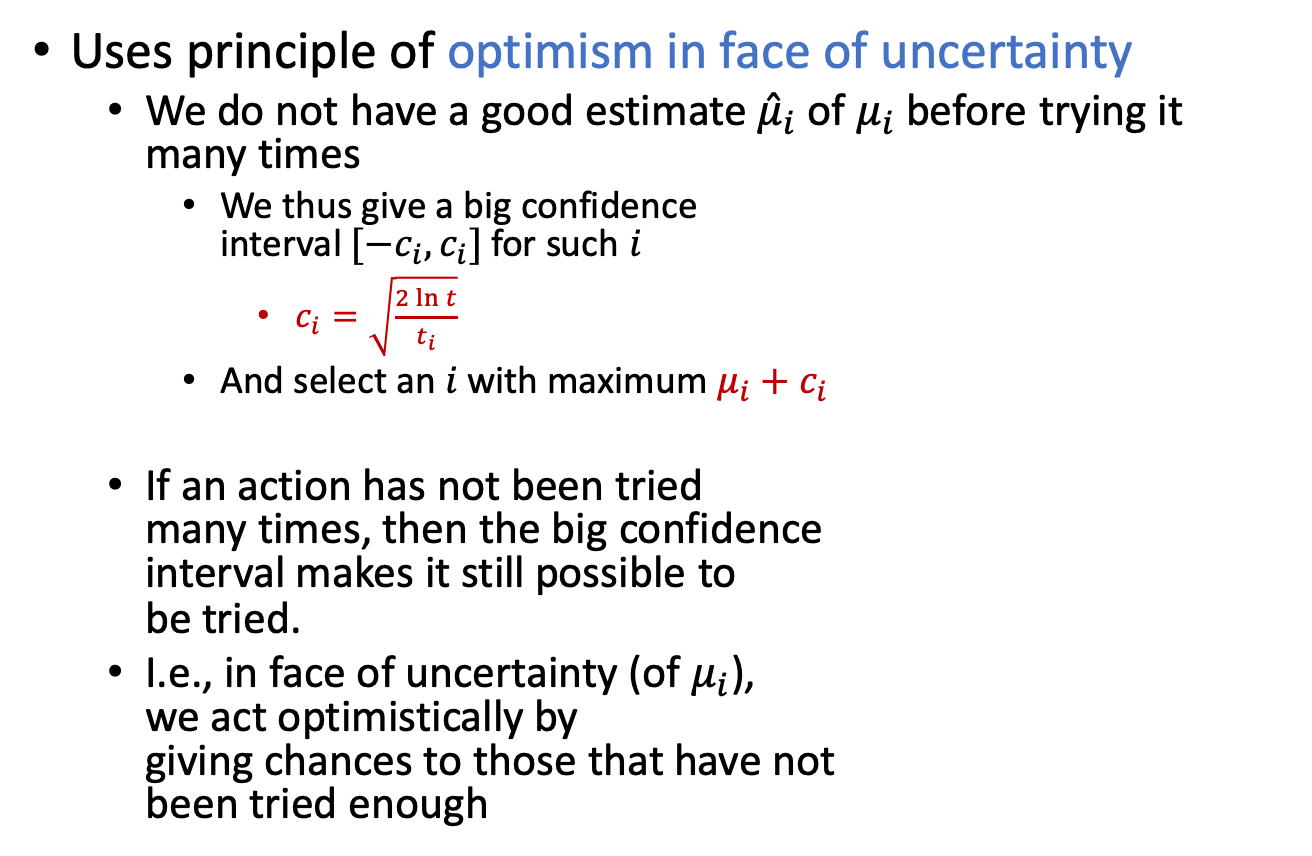 • Uses principle of optimism in face of uncertainty
• We do not have a good estimate μ̂ᵢ of μᵢ before trying it
many times
• We thus give a big confidence
interval [−cᵢ, cᵢ] for such i
• cᵢ = √(2 ln t / tᵢ)
• And select an i with maximum μᵢ + cᵢ
• If an action has not been tried
many times, then the big confidence
interval makes it still possible to
be tried.
• I.e., in face of uncertainty (of μᵢ),
we act optimistically by
giving chances to those that have not
been tried enough